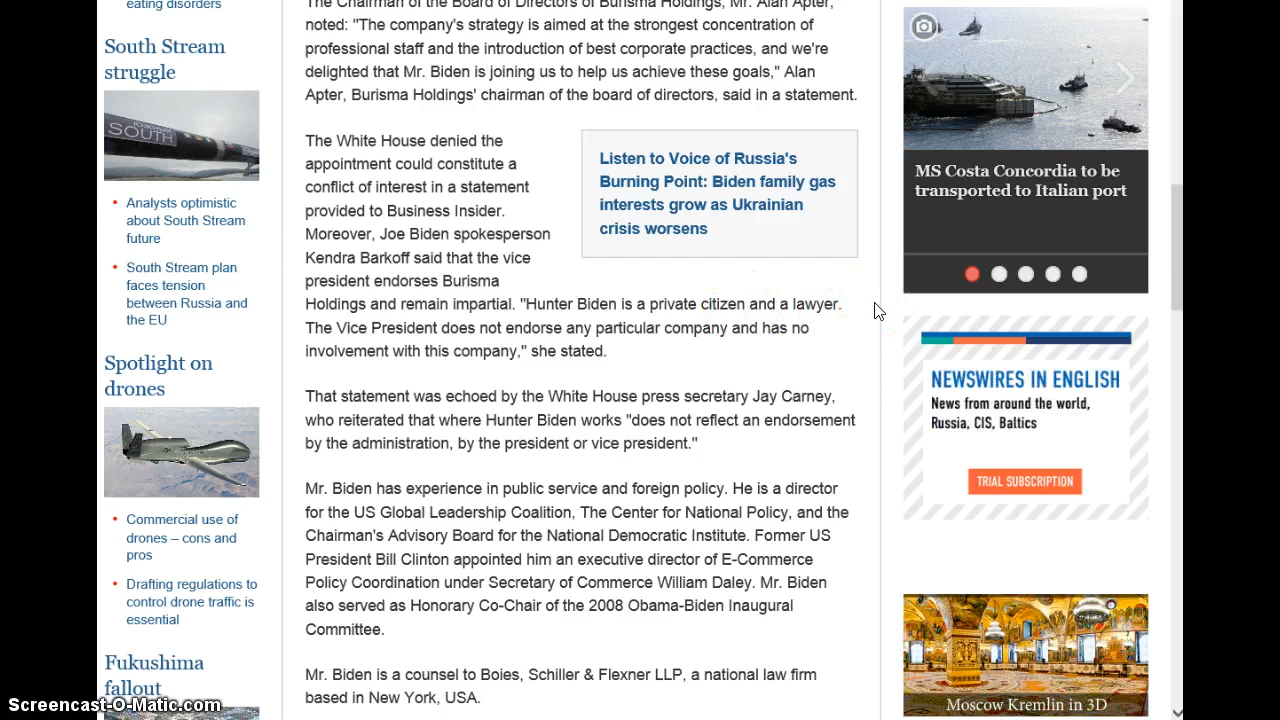 eating disorders
South Stream
struggle
SOUTH
Analysts optimistic
about South Stream
future
South Stream plan
faces tension
between Russia and
the EU
Spotlight on
drones
Commercial use of
drones – cons and
pros
Drafting regulations to
control drone traffic is
essential
Fukushima
fallout
The Chairman of the Board of Directors of Burisma Holdings, Mr. Alan Apter,
noted: "The company's strategy is aimed at the strongest concentration of
professional staff and the introduction of best corporate practices, and we're
delighted that Mr. Biden is joining us to help us achieve these goals," Alan
Apter, Burisma Holdings' chairman of the board of directors, said in a statement.
The White House denied the
appointment could constitute a
conflict of interest in a statement
provided to Business Insider.
Moreover, Joe Biden spokesperson
Kendra Barkoff said that the vice
president endorses Burisma
Holdings and remain impartial. "Hunter Biden is a private citizen and a lawyer.
The Vice President does not endorse any particular company and has no
involvement with this company," she stated.
Listen to Voice of Russia's
Burning Point: Biden family gas
interests grow as Ukrainian
crisis worsens
That statement was echoed by the White House press secretary Jay Carney,
who reiterated that where Hunter Biden works "does not reflect an endorsement
by the administration, by the president or vice president."
Mr. Biden has experience in public service and foreign policy. He is a director
for the US Global Leadership Coalition, The Center for National Policy, and the
Chairman's Advisory Board for the National Democratic Institute. Former US
President Bill Clinton appointed him an executive director of E-Commerce
Policy Coordination under Secretary of Commerce William Daley. Mr. Biden
also served as Honorary Co-Chair of the 2008 Obama-Biden Inaugural
Committee.
Mr. Biden is a counsel to Boies, Schiller & Flexner LLP, a national law firm
based in New York, USA.
MS Costa Concordia to be
transported to Italian port
NEWSWIRES IN ENGLISH
News from around the world,
Russia, CIS, Baltics
TRIAL SUBSCRIPTION
Moscow Kremlin in 3D
Screencast-O-Matic.com